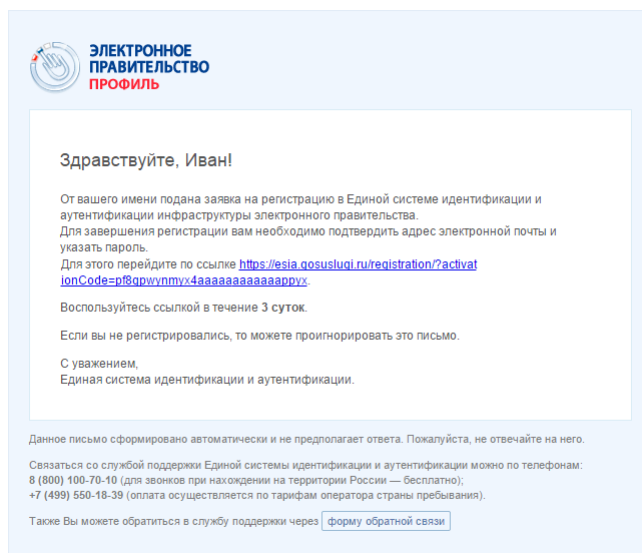 ЭЛЕКТРОННОЕ
ПРАВИТЕЛЬСТВО
ПРОФИЛЬ
Здравствуйте, Иван!
От вашего имени подана заявка на регистрацию в Единой системе идентификации и
аутентификации инфраструктуры электронного правительства.
Для завершения регистрации вам необходимо подтвердить адрес электронной почты и
указать пароль.
Для этого перейдите по ссылке https://esia.gosuslugi.ru/registration/?activat
ionCode=pf8gpwynmyx4aaaaaaaaaaaappyx.
Воспользуйтесь ссылкой в течение 3 суток.
Если вы не регистрировались, то можете проигнорировать это письмо.
С уважением,
Единая система идентификации и аутентификации.
Данное письмо сформировано автоматически и не предполагает ответа. Пожалуйста, не отвечайте на него.
Связаться со службой поддержки Единой системы идентификации и аутентификации можно по телефонам:
8 (800) 100-70-10 (для звонков при нахождении на территории России — бесплатно);
+7 (499) 550-18-39 (оплата осуществляется по тарифам оператора страны пребывания).
Также Вы можете обратиться в службу поддержки через форму обратной связи